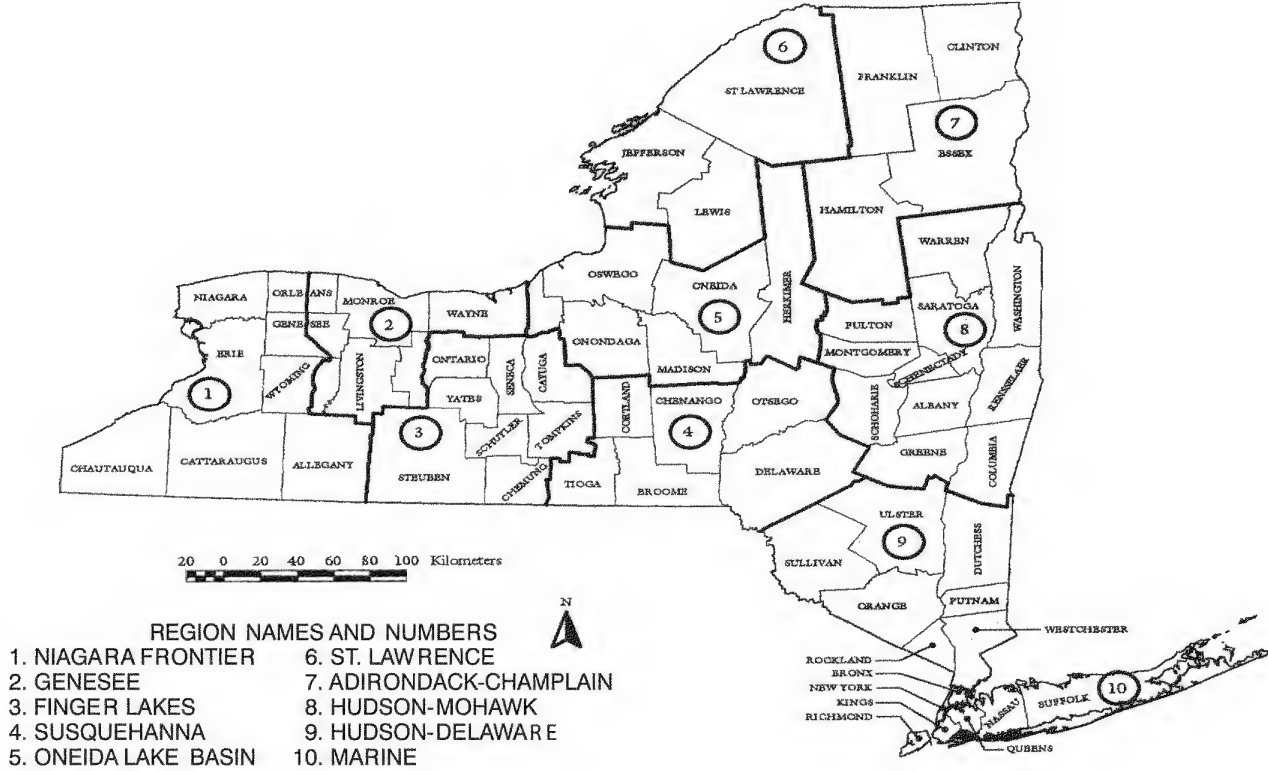 6
CLINTON
FRANKLIN
ST LAWRENCE
7
ESSEX
JEFFERSON
LEWIS
HAMILTON
WARREN
WASHINGTON
OSWEGO
ONEIDA
HERKIMER
NIAGARA
ORLEANS
MONROE
WAYNE
SARATOGA
2
5
8
GENESEE
FULTON
ERIE
ONONDAGA
MONTGOMERY
SCHENECTADY
ONTARIO
SENECA
CAYUGA
MADISON
RENSSELAER
WYOMING
LIVINGSTON
1
YATES
CORTLAND
CHENANGO
OTSEGO
SCHOHARIE
ALBANY
3
SCHUYLER
TOMPKINS
4
GREENE
COLUMBIA
CHAUTAUQUA
CATTARAUGUS
ALLEGANY
STEUBEN
CHEMUNG
TIOGA
BROOME
DELAWARE
ULSTER
9
DUTCHESS
SULLIVAN
ORANGE
PUTNAM
20 0 20 40 60 80 100 Kilometers
N
WESTCHESTER
ROCKLAND
BRONX
NEW YORK
KINGS
RICHMOND
NASSAU
SUFFOLK
10
QUEENS
REGION NAMES AND NUMBERS
1. NIAGARA FRONTIER 6. ST. LAWRENCE
2. GENESEE 7. ADIRONDACK-CHAMPLAIN
3. FINGER LAKES 8. HUDSON-MOHAWK
4. SUSQUEHANNA 9. HUDSON-DELAWARE
5. ONEIDA LAKE BASIN 10. MARINE